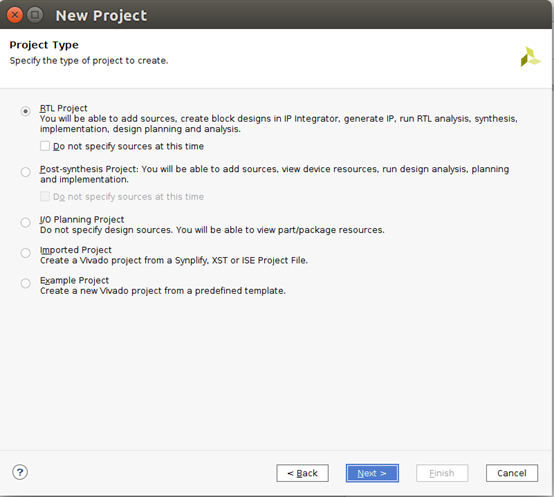 New Project
Project Type
Specify the type of project to create.
RTL Project
You will be able to add sources, create block designs in IP Integrator, generate IP, run RTL analysis, synthesis,
implementation, design planning and analysis.
Do not specify sources at this time
Post-synthesis Project: You will be able to add sources, view device resources, run design analysis, planning
and implementation.
Do not specify sources at this time
I/O Planning Project
Do not specify design sources. You will be able to view part/package resources.
Imported Project
Create a Vivado project from a Synplify, XST or ISE Project File.
Example Project
Create a new Vivado project from a predefined template.
?
< Back
Next >
Finish
Cancel